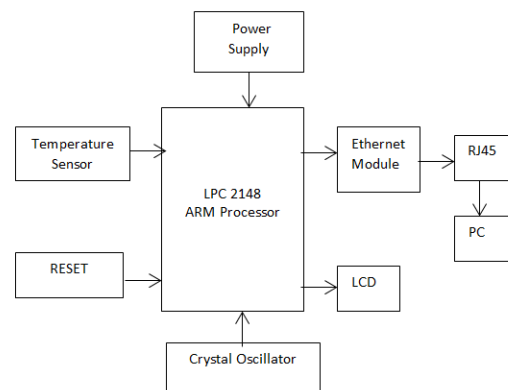 Power
Supply
Temperature
Sensor
LPC 2148
ARM Processor
Ethernet
Module
RJ45
PC
RESET
LCD
Crystal Oscillator